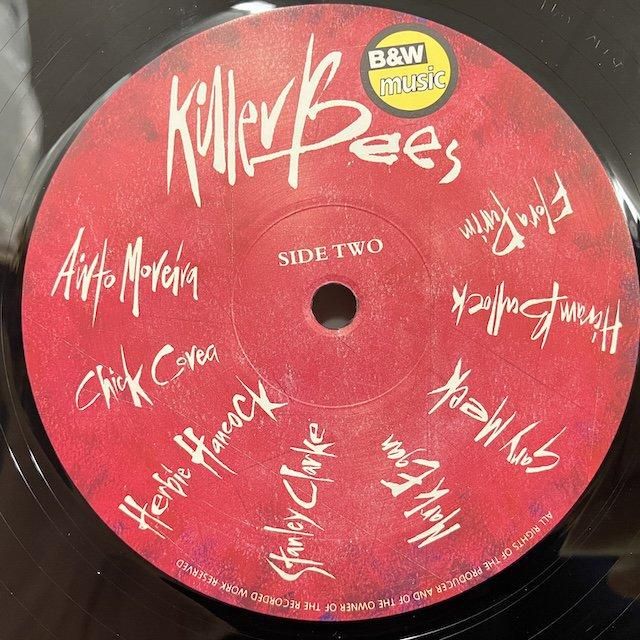 Killer Bees
B&W
music
SIDE TWO
Airto Moreira
Chick Corea
Herbie Hancock
Stanley Clarke
Mark Egan
Gary Meek
Hiram Bullock
Flora Purim
ALL RIGHTS OF THE PRODUCER AND OF THE OWNER OF THE RECORDED WORK RESERVED